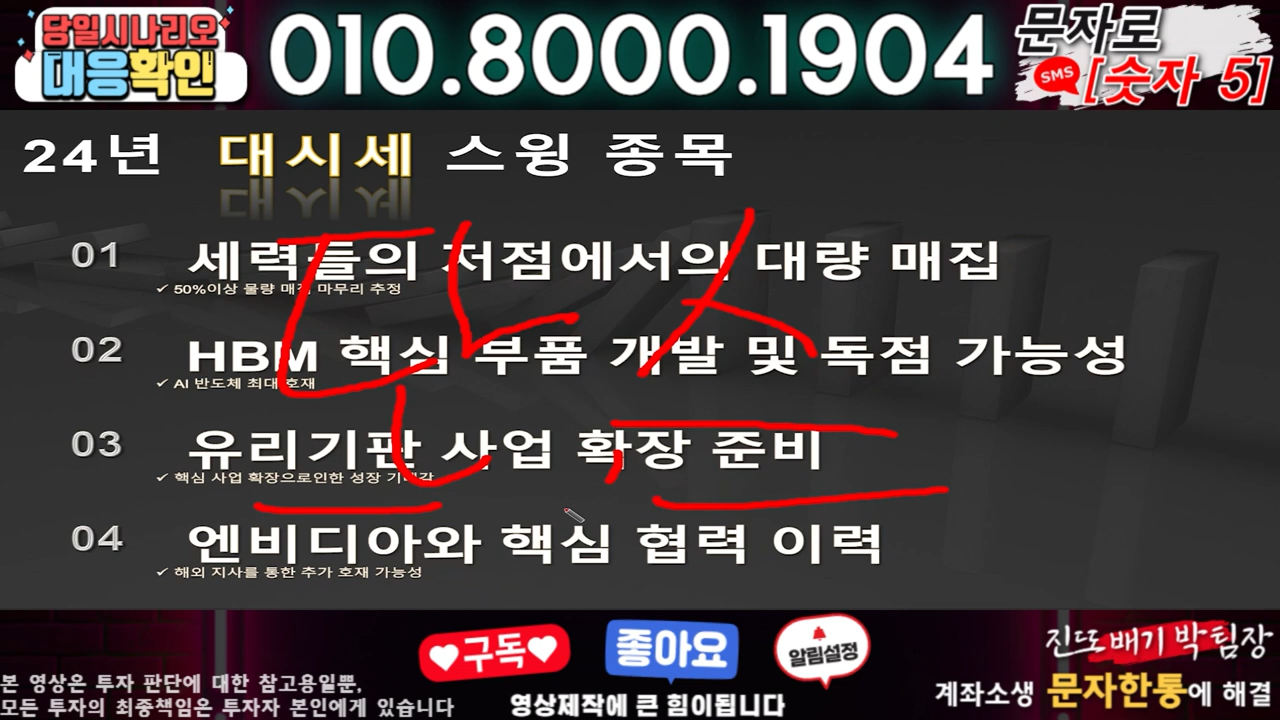 당일시나리오
대응확인
010.8000.1904
문자로
SMS
[숫자 5]
24년 대시세 스윙 종목
01 세력들의 저점에서의 대량 매집
✓ 50%이상 물량 매집 마무리 추정
02 HBM 핵심 부품 개발 및 독점 가능성
✓ AI 반도체 최대 호재
03 유리기판 사업 확장 준비
✓ 핵심 사업 확장으로인한 성장 기대감
04 엔비디아와 핵심 협력 이력
✓ 해외 지사를 통한 추가 호재 가능성
단 1
구독
좋아요
알림설정
영상제작에 큰 힘이됩니다
본 영상은 투자 판단에 대한 참고용일뿐,
모든 투자의 최종책임은 투자자 본인에게 있습니다
진또배기 박팀장
계좌소생 문자한통에 해결